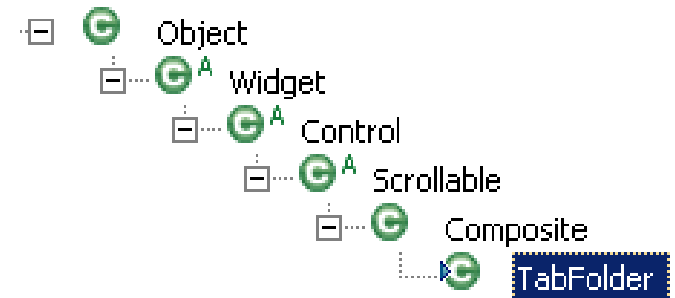 C Object
C A Widget
C A Control
C A Scrollable
C Composite
C TabFolder